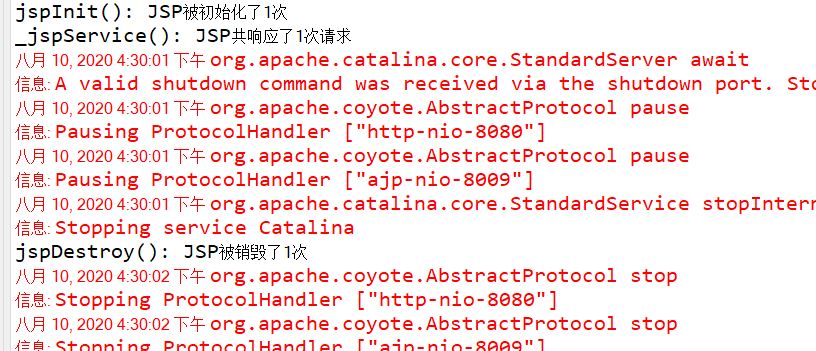 jspInit(): JSP被初始化了1次
_jspService(): JSP共响应了1次请求
八月 10, 2020 4:30:01 下午 org.apache.catalina.core.StandardServer await
信息: A valid shutdown command was received via the shutdown port. Sto
八月 10, 2020 4:30:01 下午 org.apache.coyote.AbstractProtocol pause
信息: Pausing ProtocolHandler ["http-nio-8080"]
八月 10, 2020 4:30:01 下午 org.apache.coyote.AbstractProtocol pause
信息: Pausing ProtocolHandler ["ajp-nio-8009"]
八月 10, 2020 4:30:01 下午 org.apache.catalina.core.StandardService stopIntern
信息: Stopping service Catalina
jspDestroy(): JSP被销毁了1次
八月 10, 2020 4:30:02 下午 org.apache.coyote.AbstractProtocol stop
信息: Stopping ProtocolHandler ["http-nio-8080"]
八月 10, 2020 4:30:02 下午 org.apache.coyote.AbstractProtocol stop
信息: Stopping ProtocolHandler ["ajp-nio-8009"]